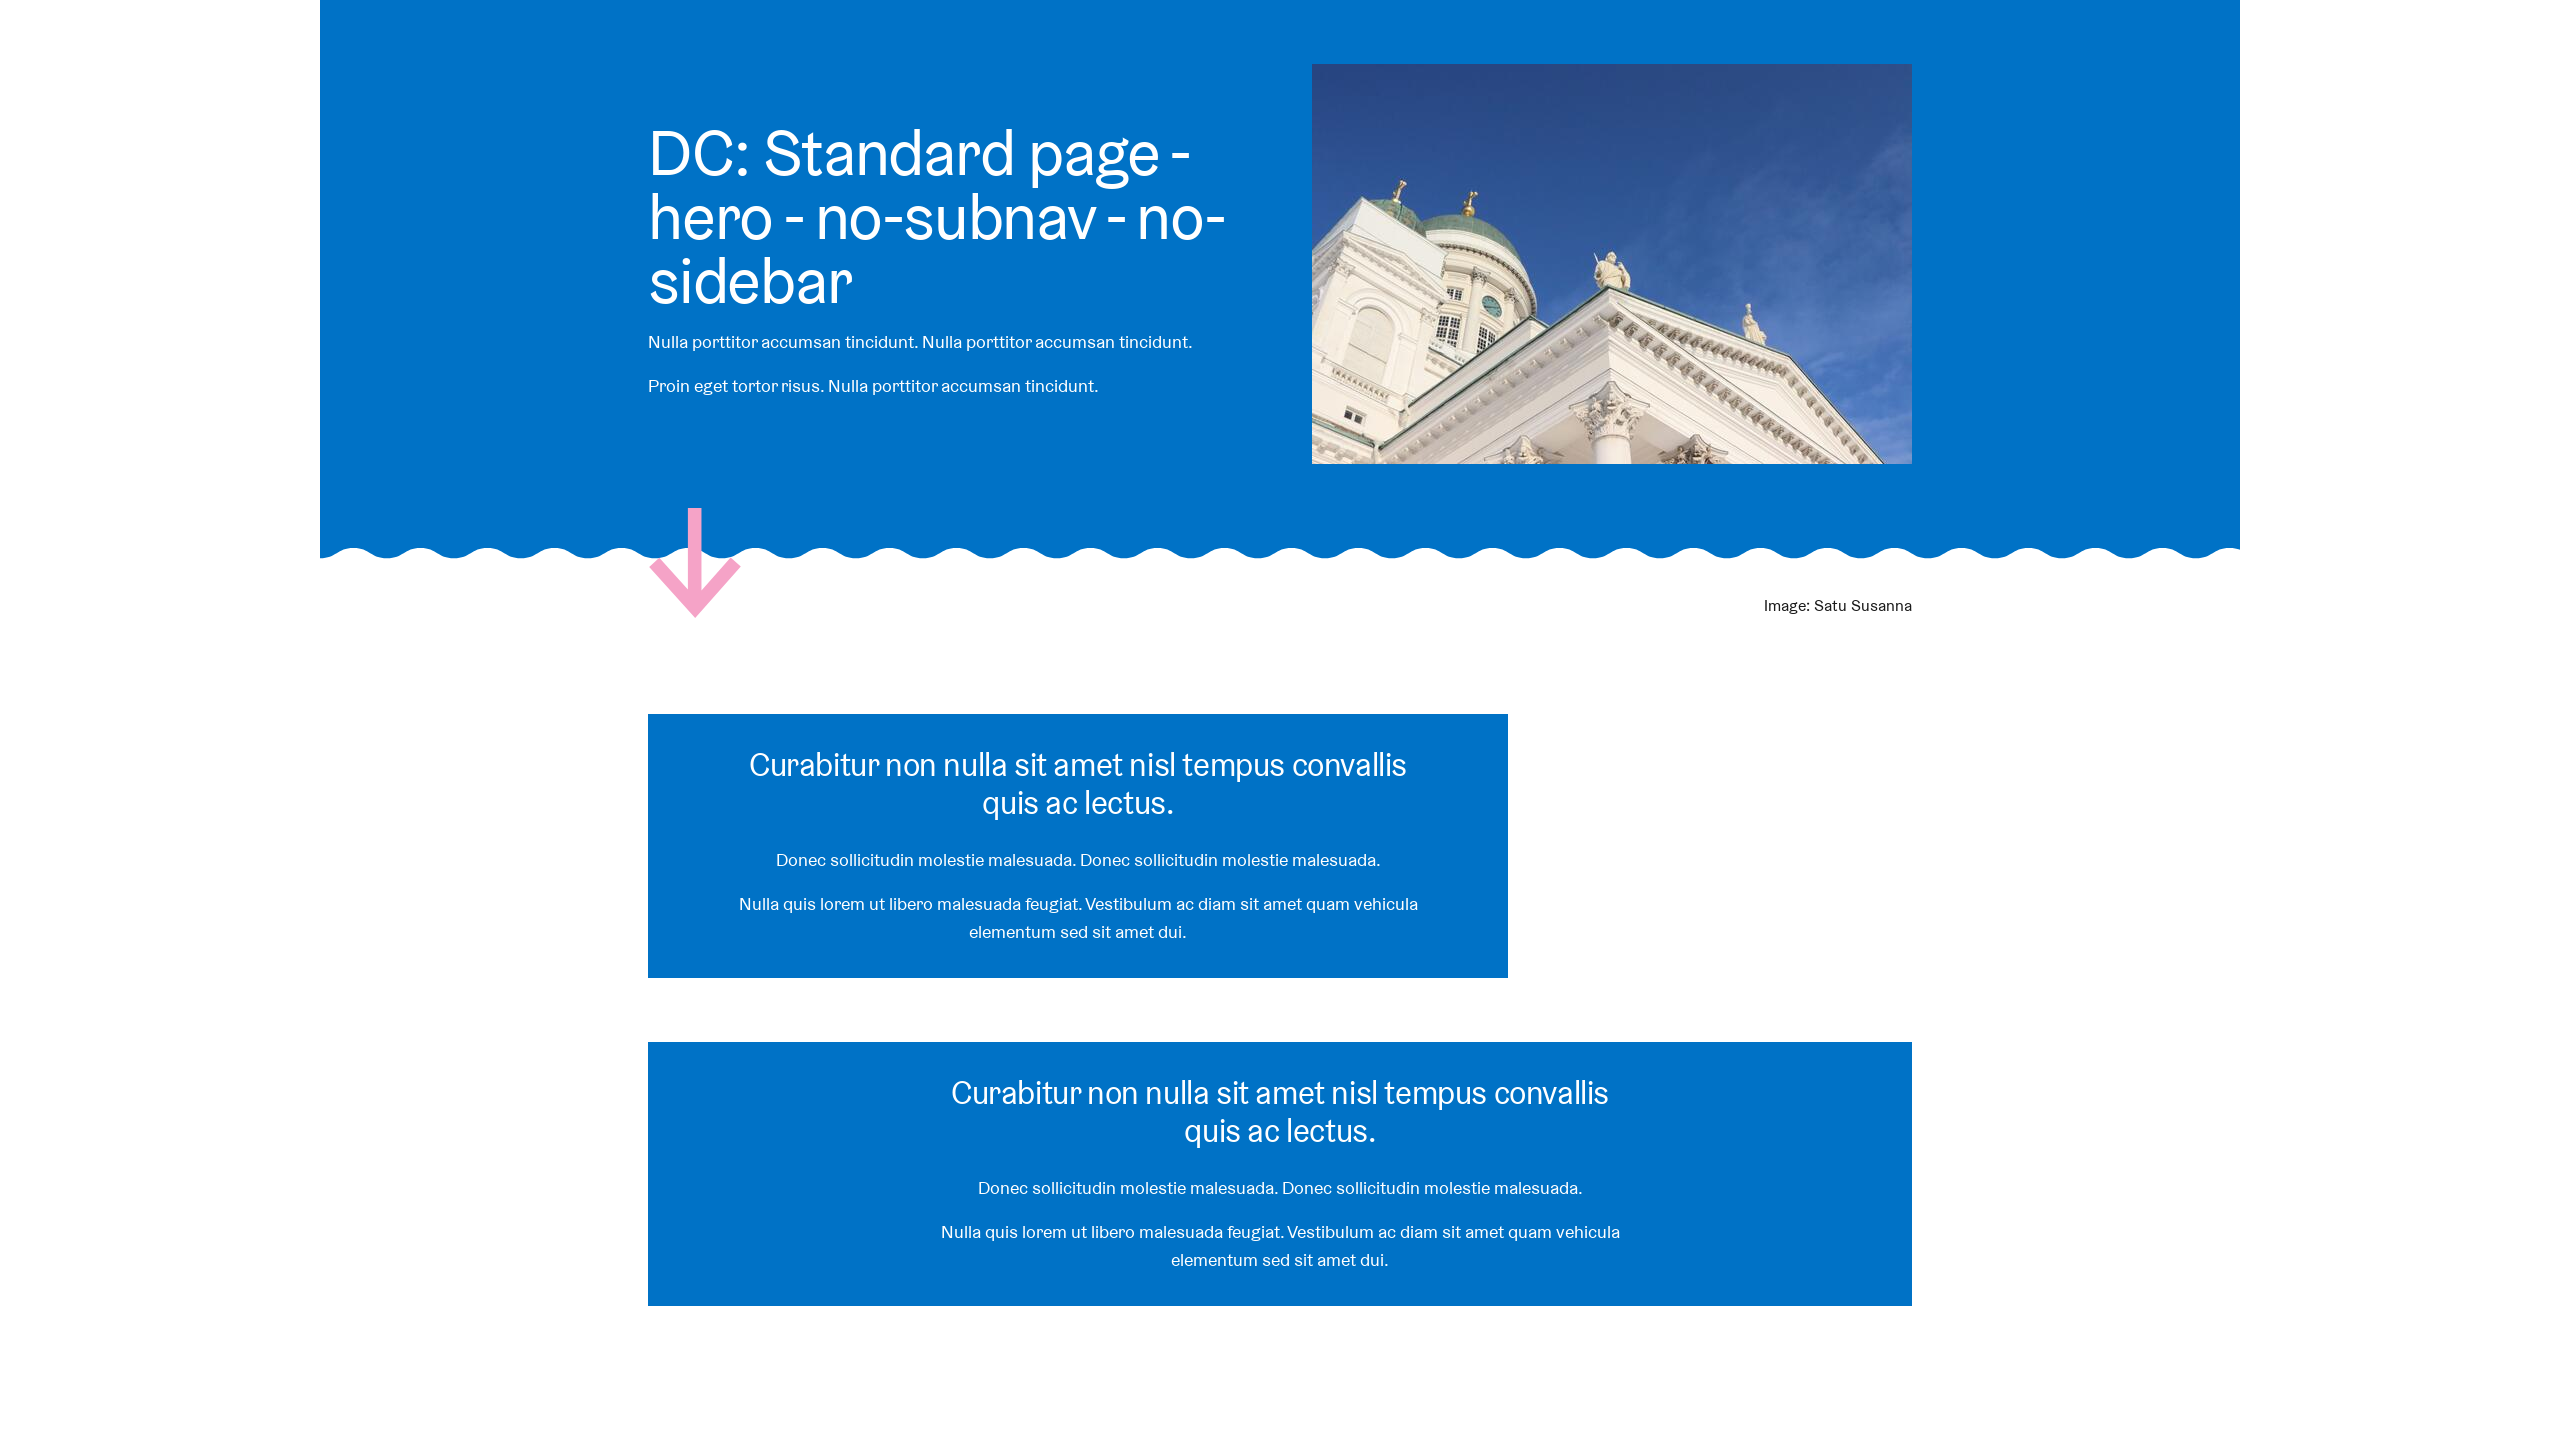 DC: Standard page -
hero - no-subnav - no-
sidebar
Nulla porttitor accumsan tincidunt. Nulla porttitor accumsan tincidunt.
Proin eget tortor risus. Nulla porttitor accumsan tincidunt.
Image: Satu Susanna
Curabitur non nulla sit amet nisl tempus convallis
quis ac lectus.
Donec sollicitudin molestie malesuada. Donec sollicitudin molestie malesuada.
Nulla quis lorem ut libero malesuada feugiat. Vestibulum ac diam sit amet quam vehicula
elementum sed sit amet dui.
Curabitur non nulla sit amet nisl tempus convallis
quis ac lectus.
Donec sollicitudin molestie malesuada. Donec sollicitudin molestie malesuada.
Nulla quis lorem ut libero malesuada feugiat. Vestibulum ac diam sit amet quam vehicula
elementum sed sit amet dui.